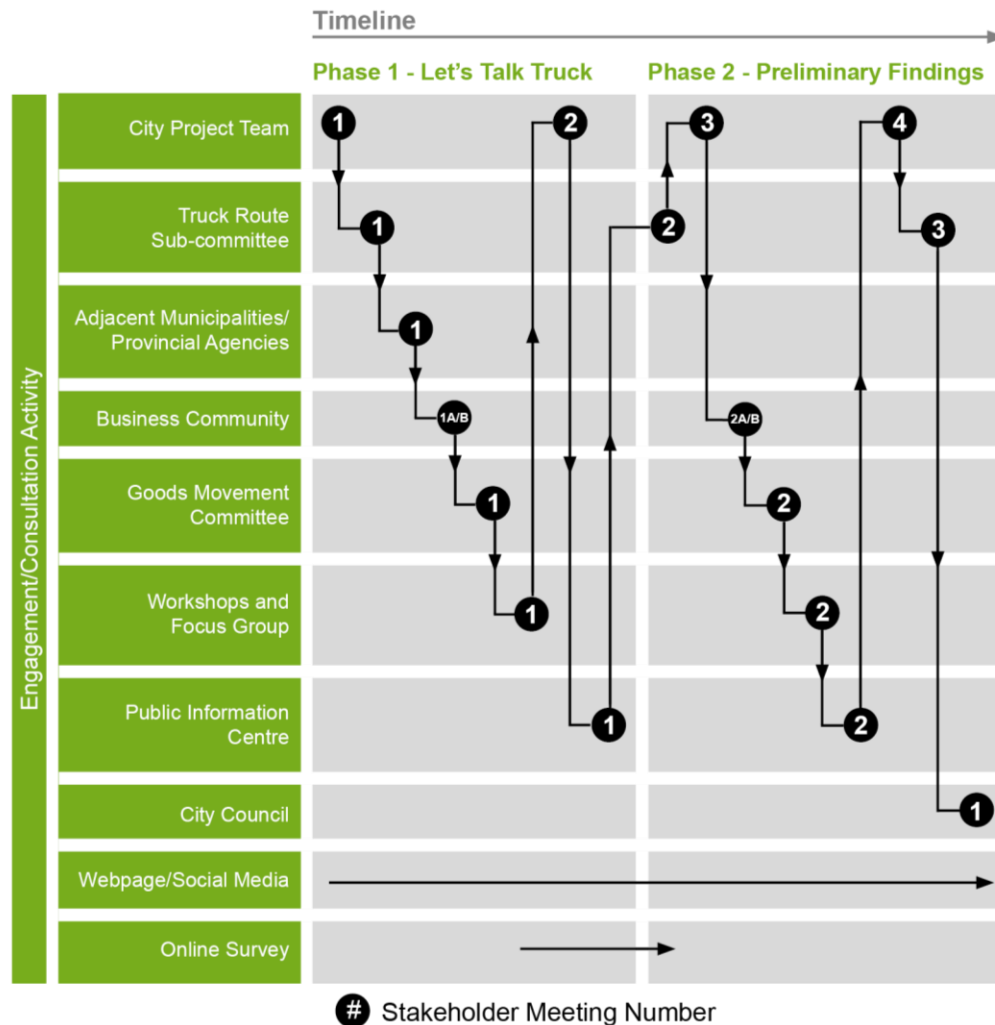 Timeline
Phase 1 - Let's Talk Truck
Phase 2 - Preliminary Findings
Engagement/Consultation Activity
City Project Team
1
2
3
4
Truck Route
Sub-committee
1
2
3
Adjacent Municipalities/
Provincial Agencies
1
Business Community
1A/B
2A/B
Goods Movement
Committee
1
2
Workshops and
Focus Group
1
2
Public Information
Centre
1
2
City Council
1
Webpage/Social Media
Online Survey
# Stakeholder Meeting Number